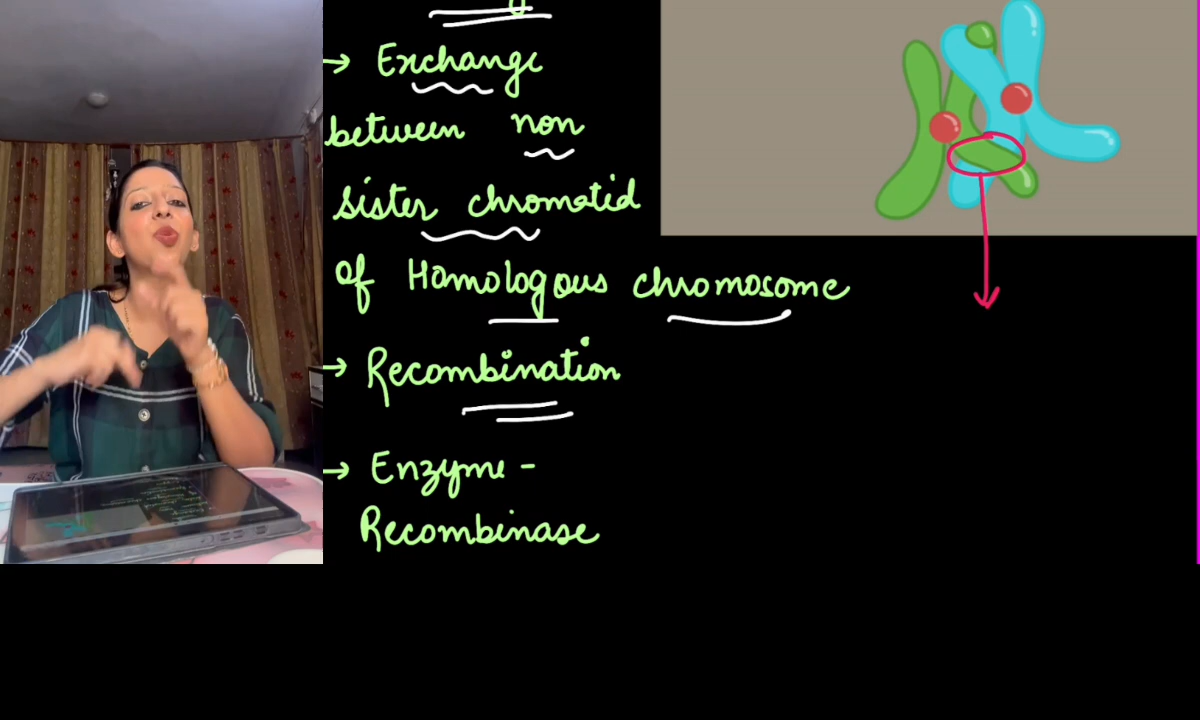 → Exchange
between non
sister chromatid
of Homologous chromosome
→ Recombination
→ Enzyme -
Recombinase